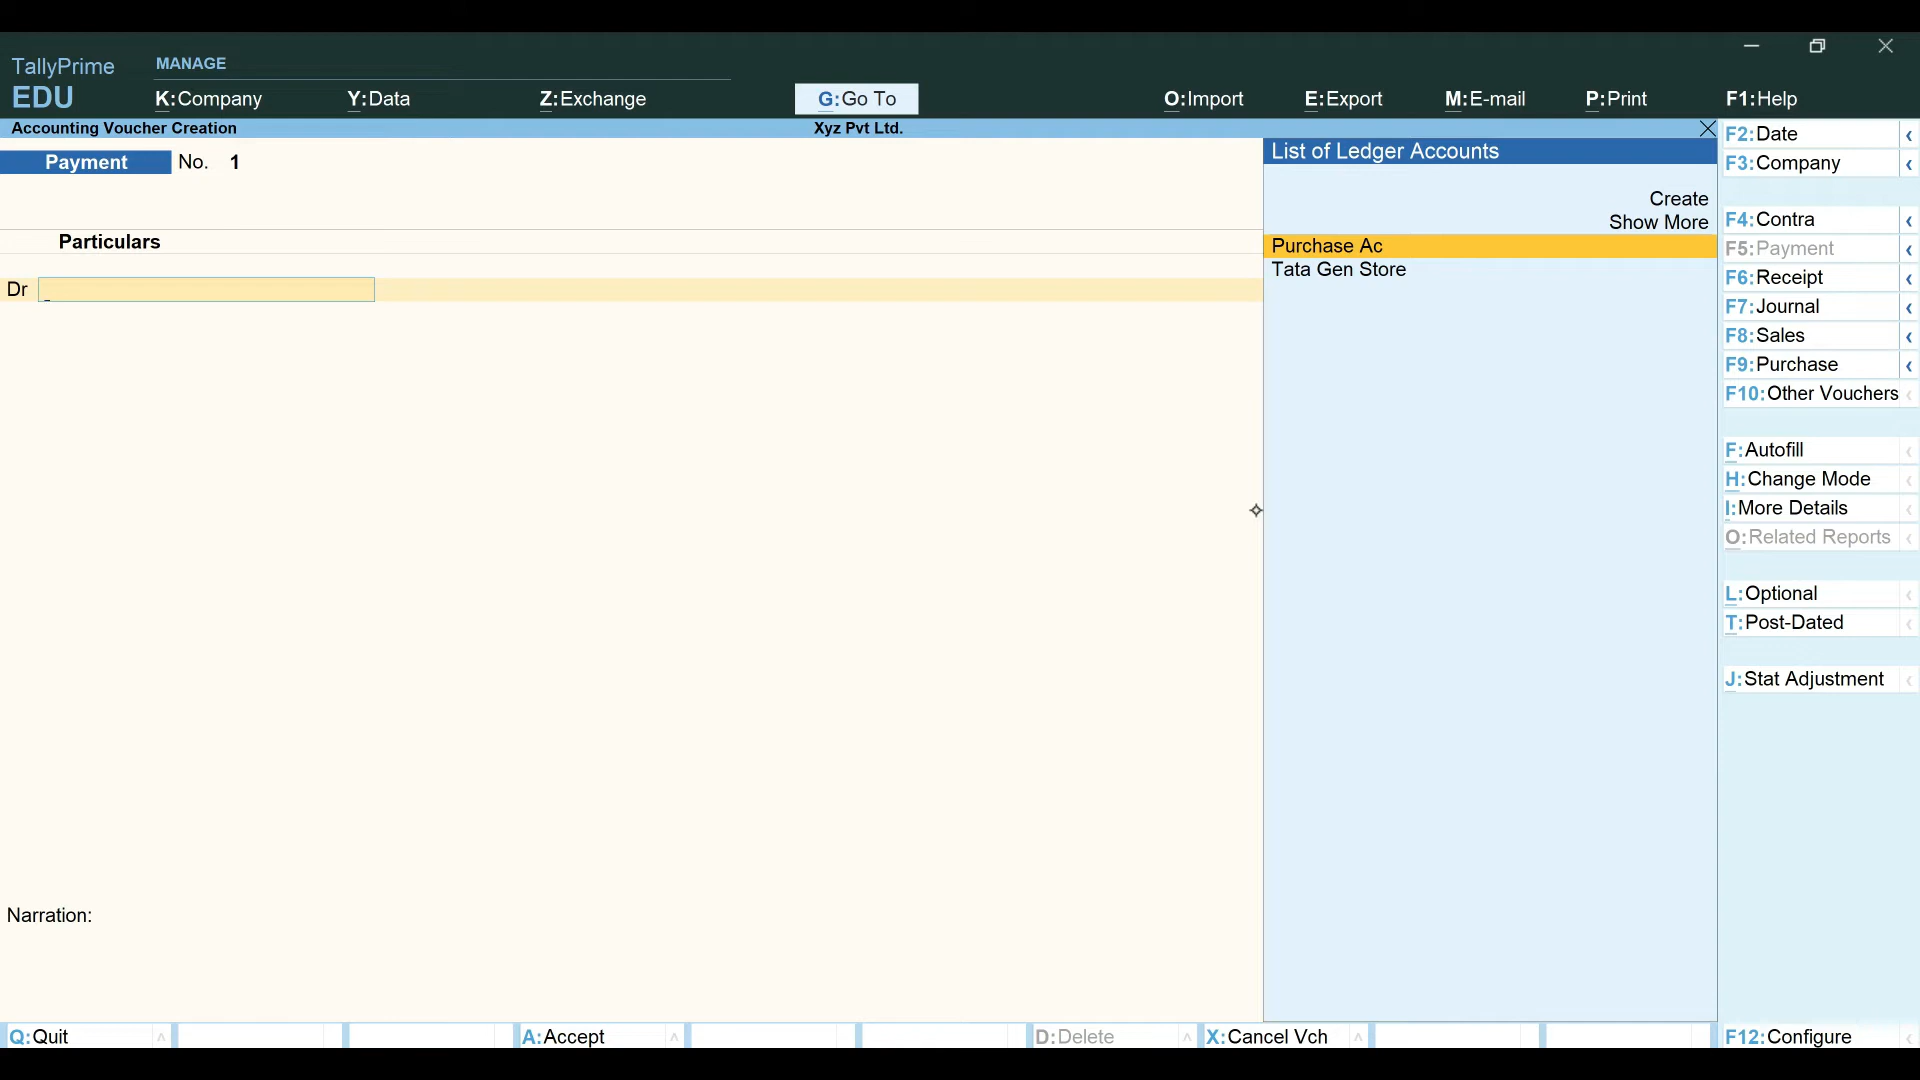 TallyPrime
EDU
MANAGE
K:Company
Y:Data
Z:Exchange
G:Go To
O:Import
E:Export
M:E-mail
P:Print
F1:Help
Accounting Voucher Creation
Xyz Pvt Ltd.
Payment No. 1
Particulars
Dr
Narration:
List of Ledger Accounts
Create
Show More
Purchase Ac
Tata Gen Store
F2:Date
F3:Company
F4:Contra
F5:Payment
F6:Receipt
F7:Journal
F8:Sales
F9:Purchase
F10:Other Vouchers
F:Autofill
H:Change Mode
I:More Details
O:Related Reports
L:Optional
T:Post-Dated
J:Stat Adjustment
Q:Quit
A:Accept
D:Delete
X:Cancel Vch
F12:Configure